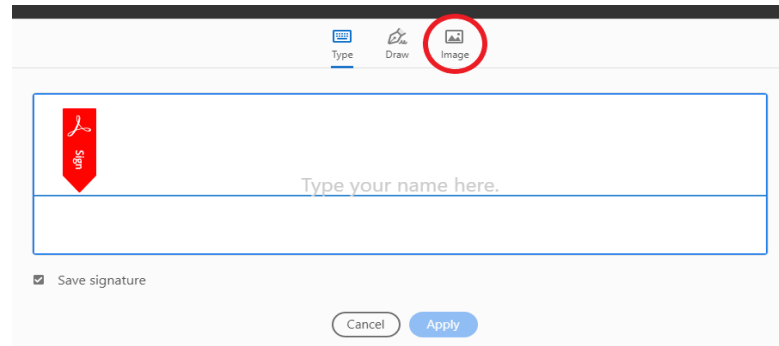 Type Draw Image
Sign
Type your name here.
Save signature
Cancel Apply